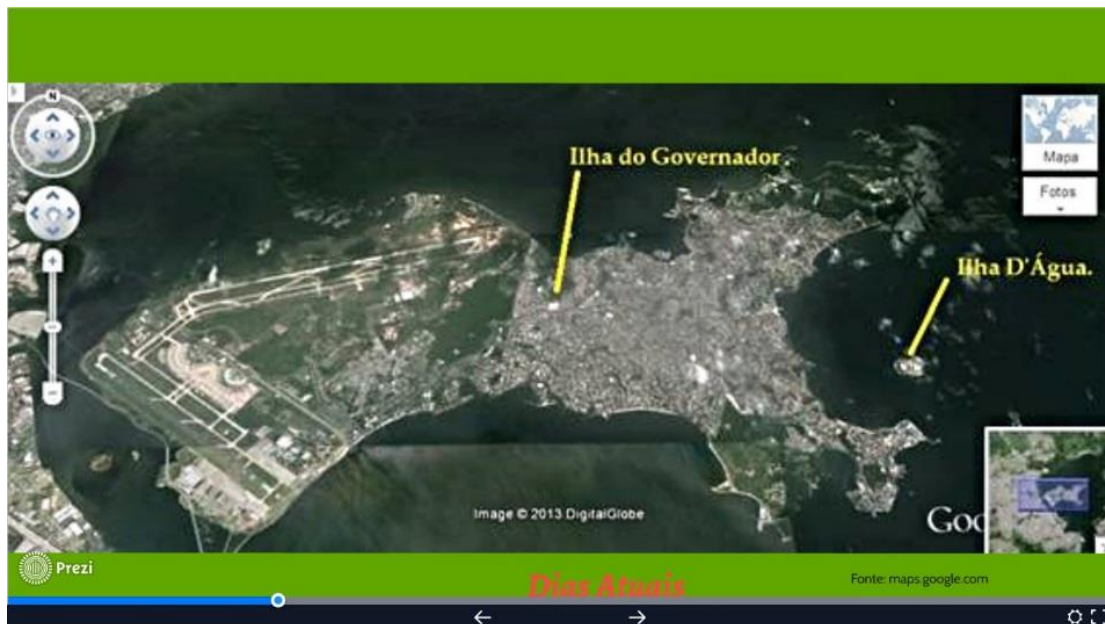 N
Mapa
Fotos
Ilha do Governador
Ilha D'Água.
Image © 2013 DigitalGlobe
Goo
Prezi
Dias Atuais
Fonte: maps.google.com